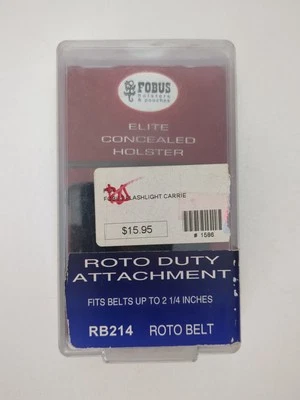 FOBUS
holsters
& pouches
ELITE
CONCEALED
HOLSTER
FLASHLIGHT CARRIE
$15.95
# 1586
ROTO DUTY
ATTACHMENT
FITS BELTS UP TO 2 1/4 INCHES
RB214 ROTO BELT